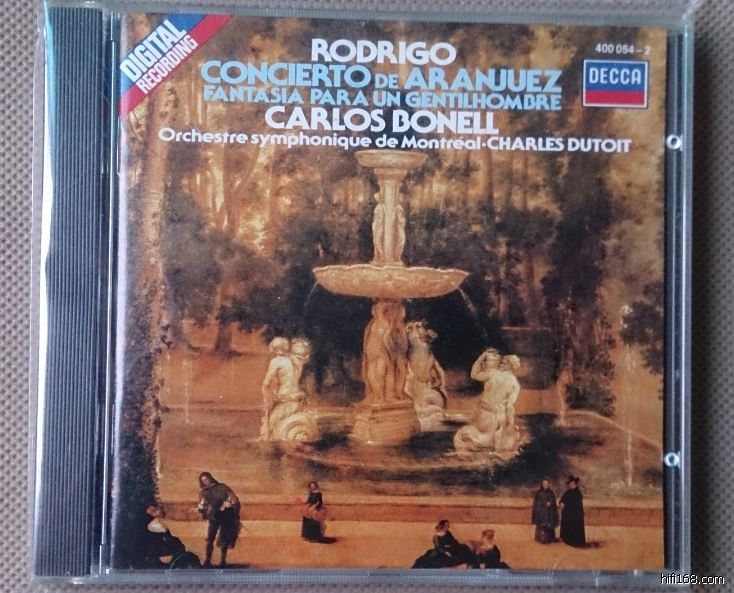 DIGITAL
RECORDING
RODRIGO
400 054-2
CONCIERTO DE ARANJUEZ
DECCA
FANTASIA PARA UN GENTILHOMBRE
CARLOS BONELL
Orchestre symphonique de Montréal-CHARLES DUTOIT
hifi168.com